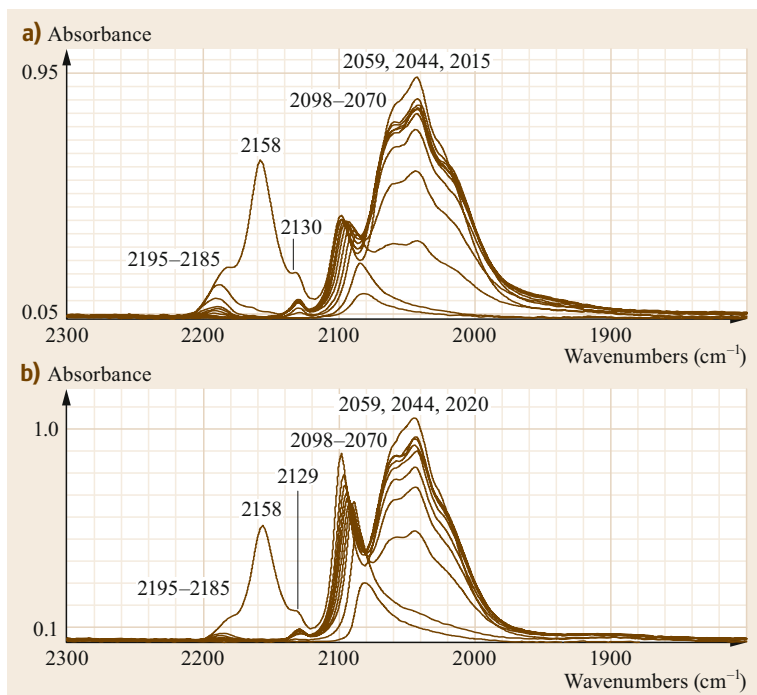 a) Absorbance
0.95
2059, 2044, 2015
2098–2070
2158
2130
2195–2185
0.05
2300 2200 2100 2000 1900
Wavenumbers (cm⁻¹)
b) Absorbance
2059, 2044, 2020
1.0
2098–2070
2129
2158
2195–2185
0.1
2300 2200 2100 2000 1900
Wavenumbers (cm⁻¹)